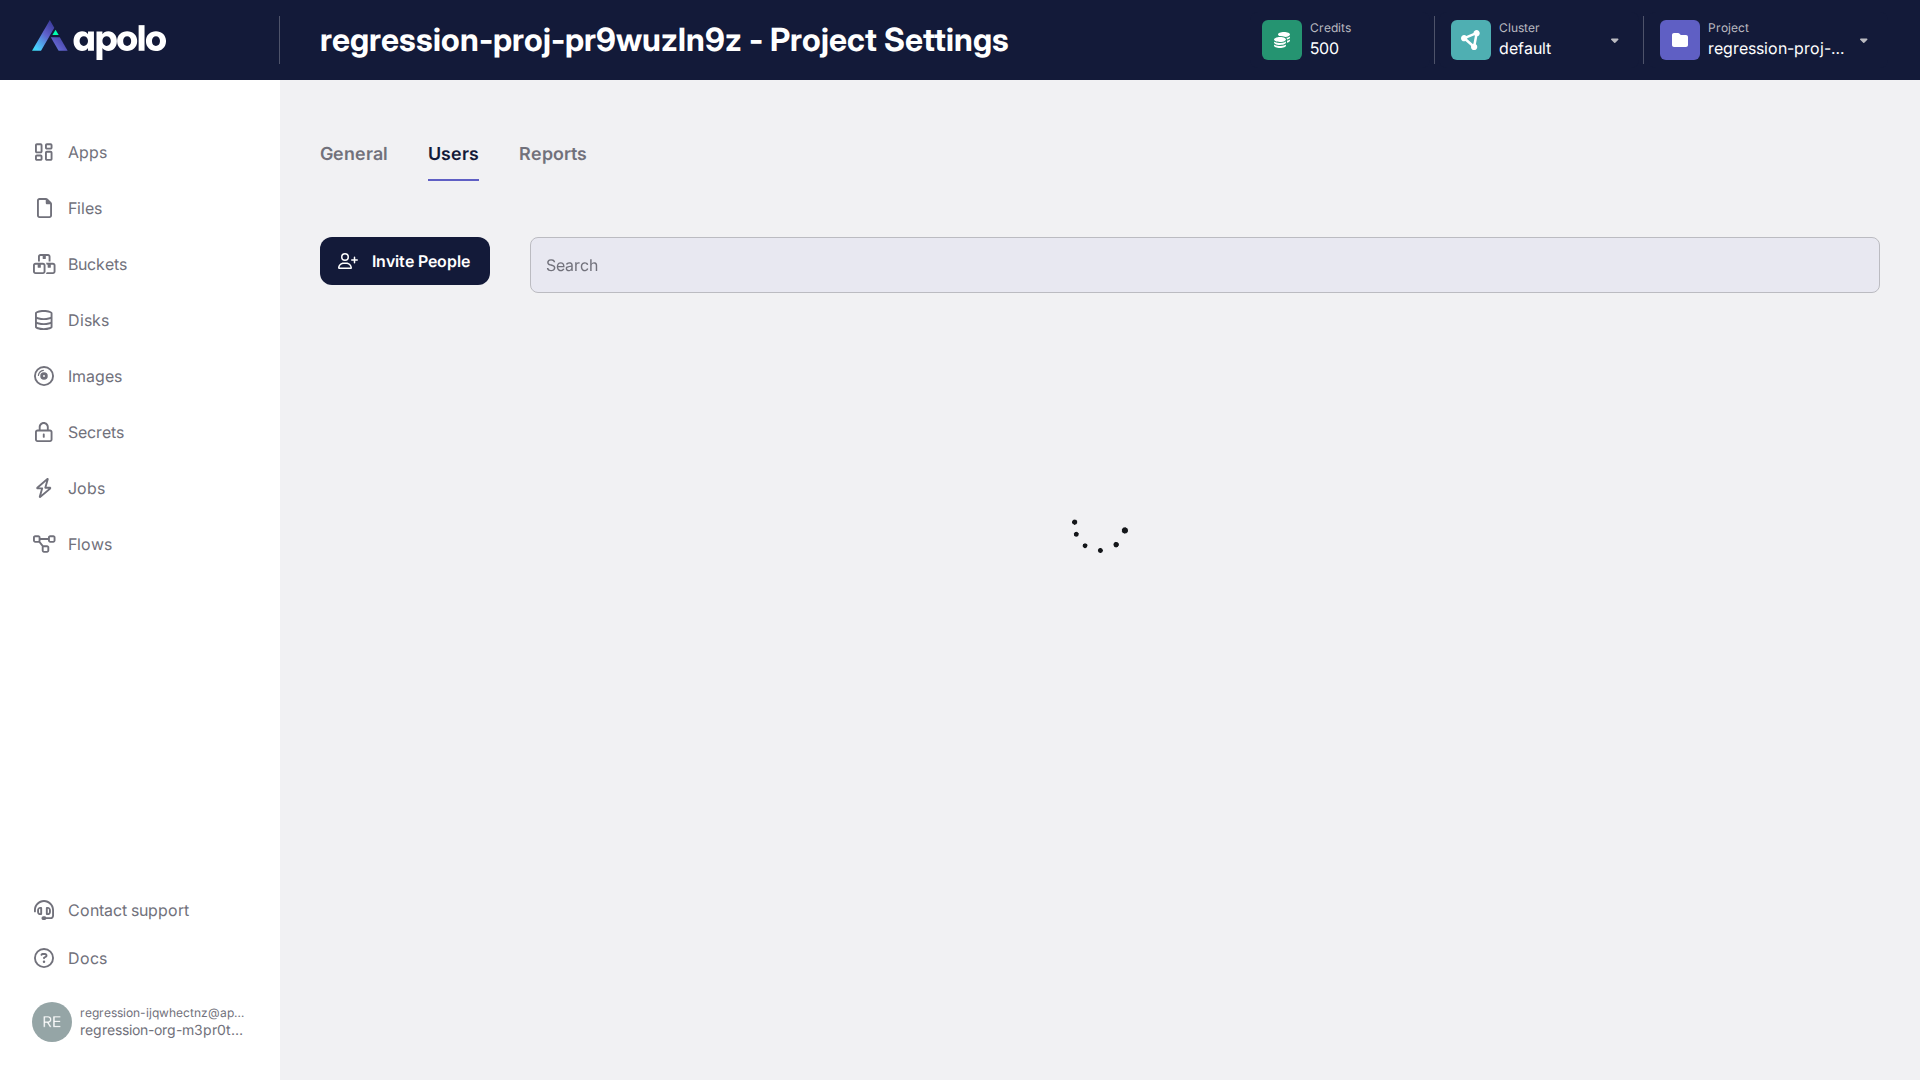 apolo
regression-proj-pr9wuzln9z - Project Settings
Credits
500
Cluster
default
Project
regression-proj-...
Apps
Files
Buckets
Disks
Images
Secrets
Jobs
Flows
General
Users
Reports
Invite People
Search
Contact support
Docs
RE
regression-ijqwhectnz@ap...
regression-org-m3pr0t...